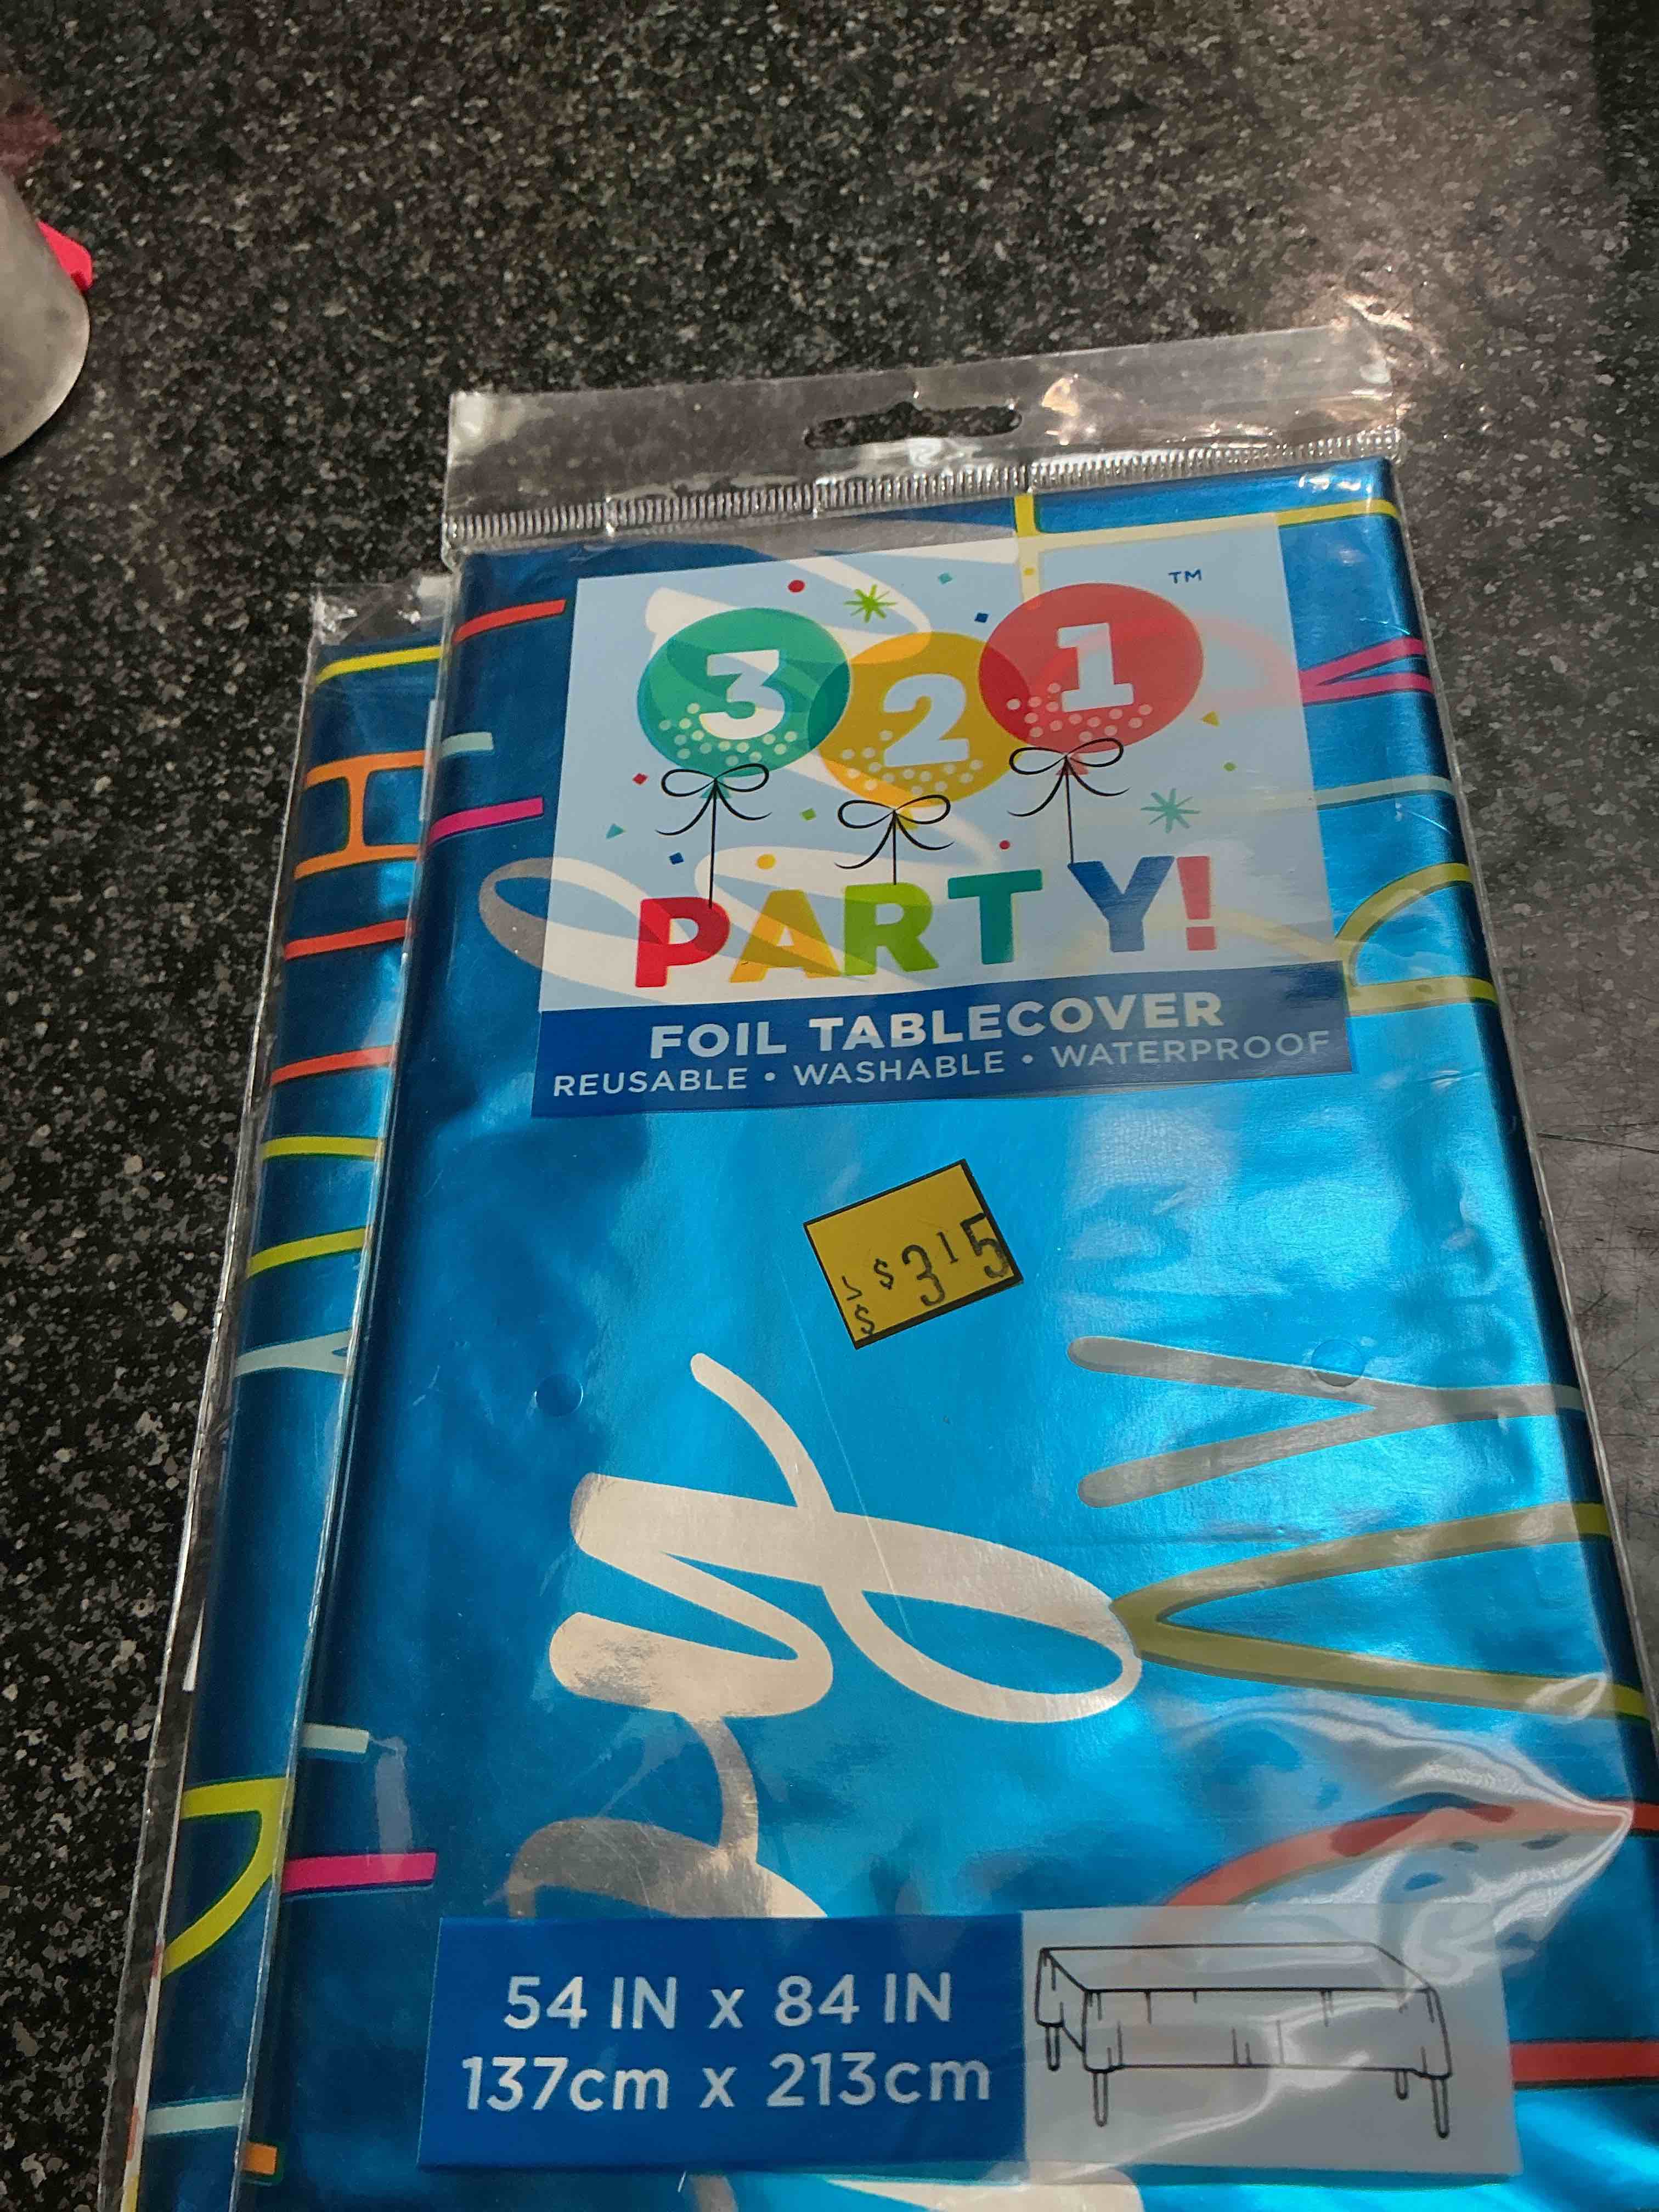 3 2 1 ™
PARTY!
FOIL TABLECOVER
REUSABLE • WASHABLE • WATERPROOF
$3 15
$
54 IN x 84 IN
137cm x 213cm